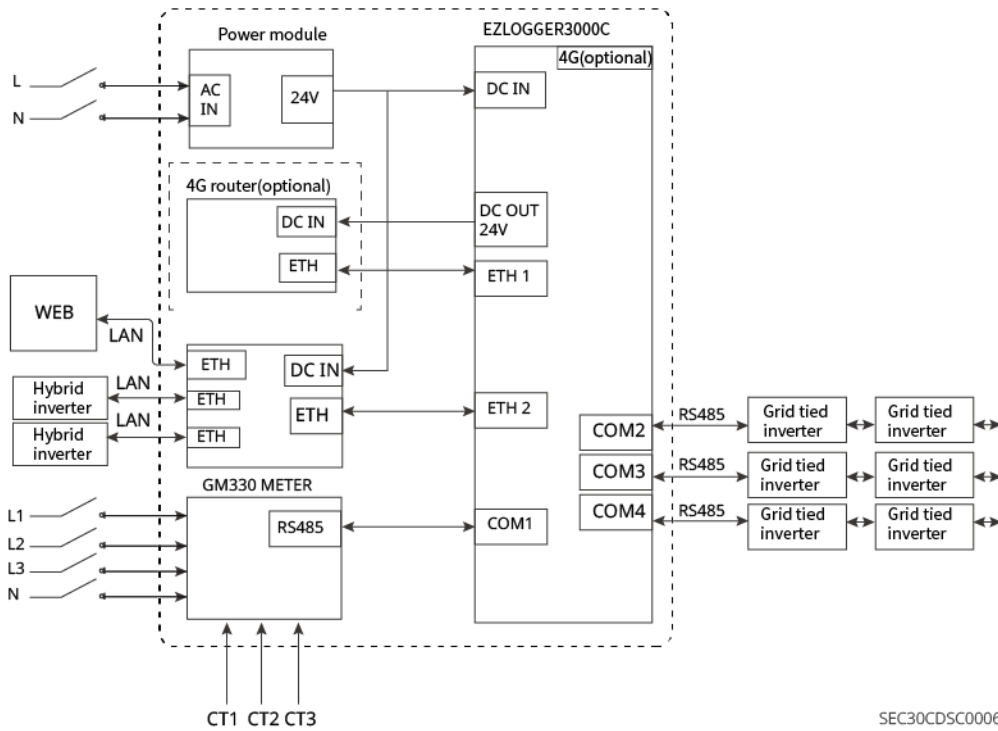 Power module
EZLOGGER3000C
4G(optional)
L
N
AC
IN
24V
DC IN
4G router(optional)
DC IN
ETH
DC OUT
24V
ETH 1
WEB
LAN
ETH
DC IN
Hybrid
inverter
LAN
ETH
ETH
ETH 2
Hybrid
inverter
LAN
ETH
COM2
RS485
Grid tied
inverter
Grid tied
inverter
COM3
RS485
Grid tied
inverter
Grid tied
inverter
COM4
RS485
Grid tied
inverter
Grid tied
inverter
GM330 METER
L1
L2
L3
N
RS485
COM1
CT1 CT2 CT3
SEC30CDSC0006